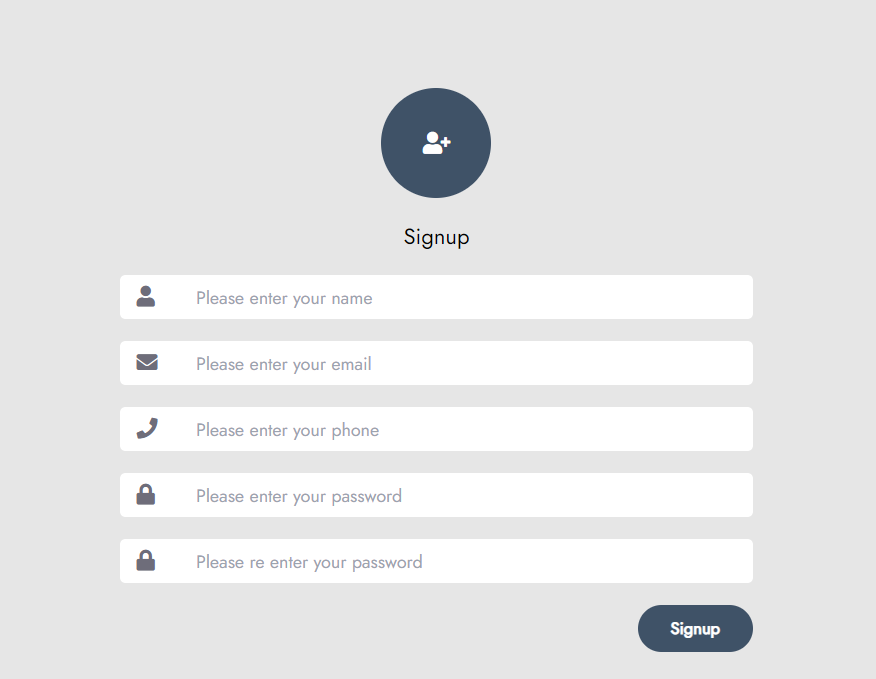 Signup
Please enter your name
Please enter your email
Please enter your phone
Please enter your password
Please re enter your password
Signup